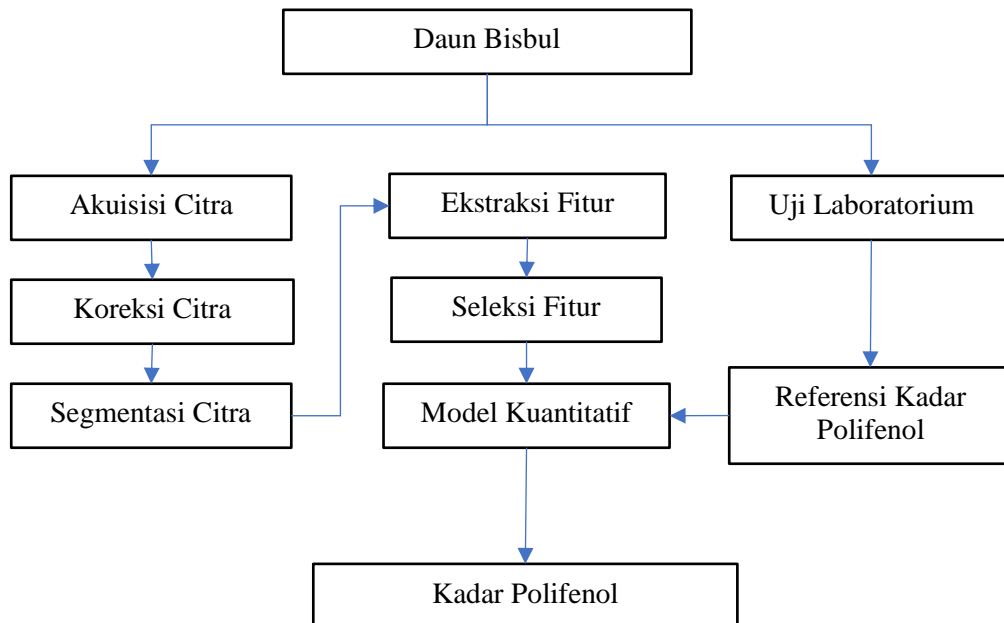 Daun Bisbul
Akuisisi Citra
Ekstraksi Fitur
Uji Laboratorium
Koreksi Citra
Seleksi Fitur
Segmentasi Citra
Model Kuantitatif
Referensi Kadar
Polifenol
Kadar Polifenol